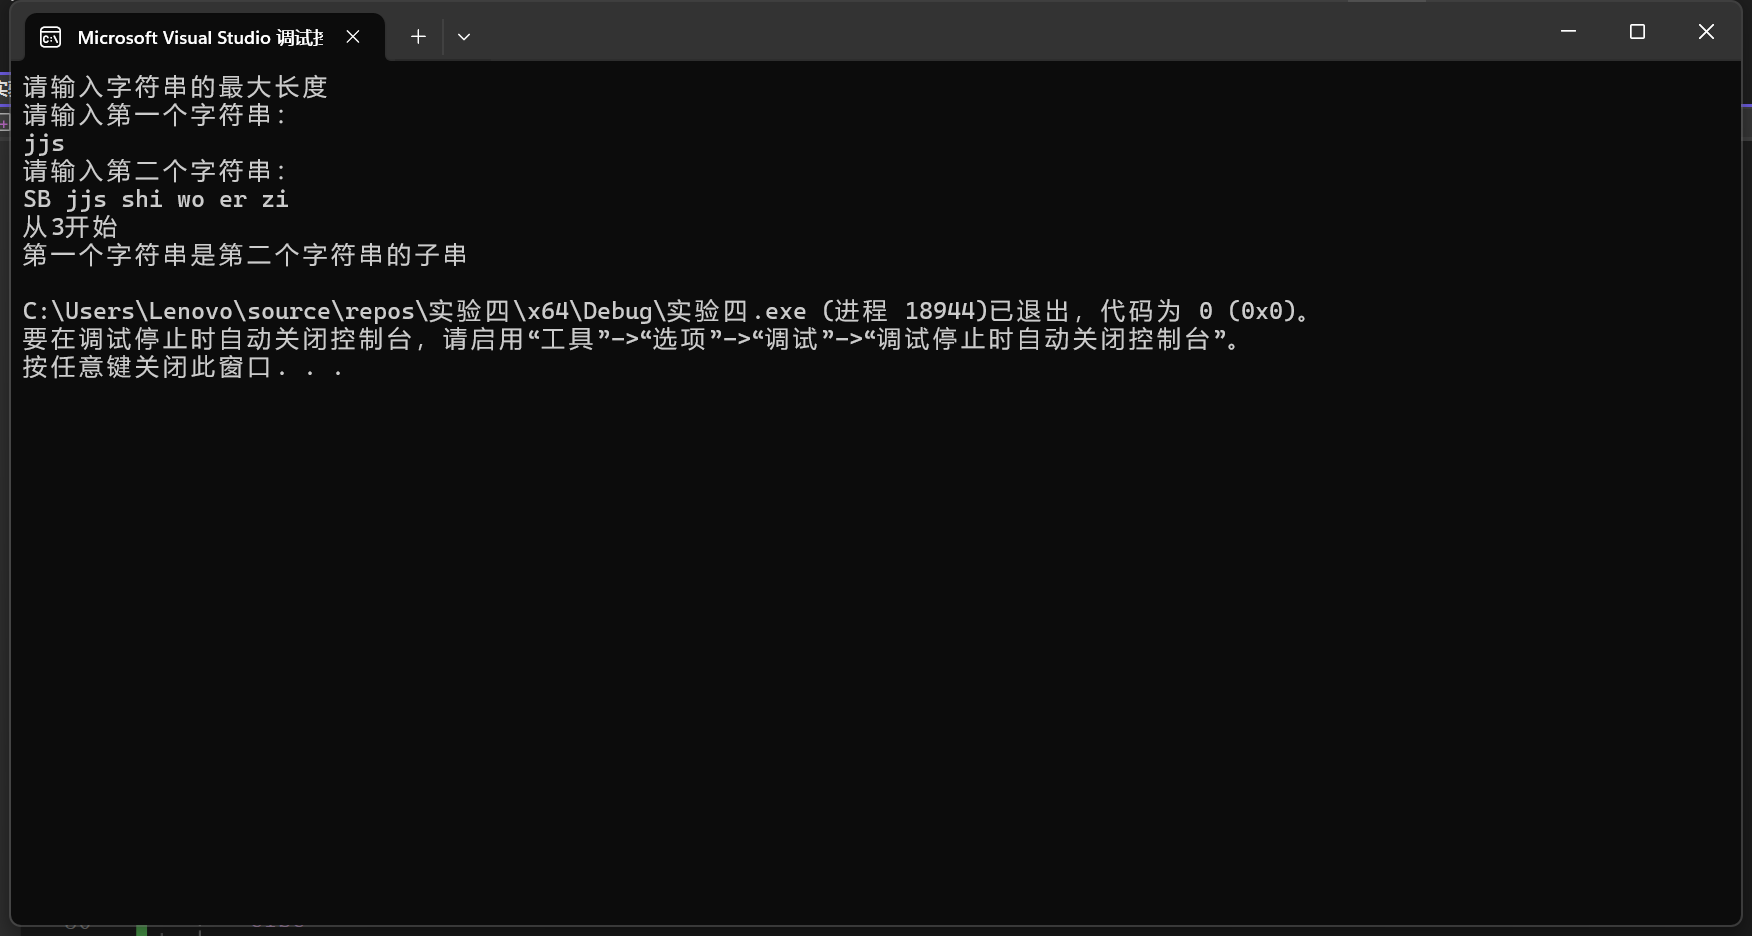 Microsoft Visual Studio 调试
请输入字符串的最大长度
请输入第一个字符串：
jjs
请输入第二个字符串：
SB jjs shi wo er zi
从3开始
第一个字符串是第二个字符串的子串
C:\Users\Lenovo\source\repos\实验四\x64\Debug\实验四.exe (进程 18944)已退出，代码为 0 (0x0)。
要在调试停止时自动关闭控制台，请启用“工具”->“选项”->“调试”->“调试停止时自动关闭控制台”。
按任意键关闭此窗口. . .